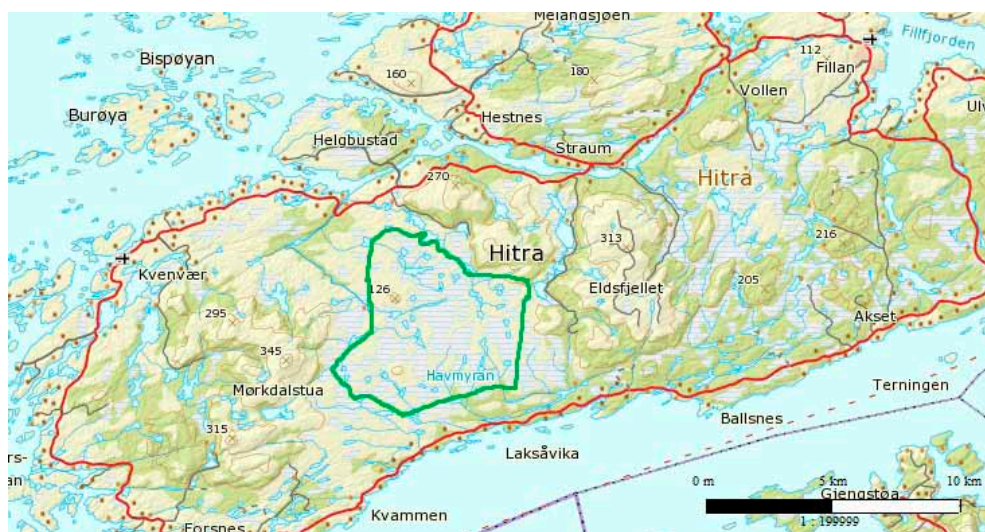 Melandsjøen
112
Fillfjorden
Bispøyan
160
180
Fillan
Vollen
Burøya
Hestnes
Ulv
Helgbustad
Straum
270
Hitra
Hitra
313
216
Kvenvær
126
Eldsfjellet
205
295
Akset
345
Havmyran
Mørkdalstua
Terningen
315
Ballsnes
Laksåvika
0 m
5 km
10 km
Gjengstøa
Kvammen
1 : 199999
Forsnes